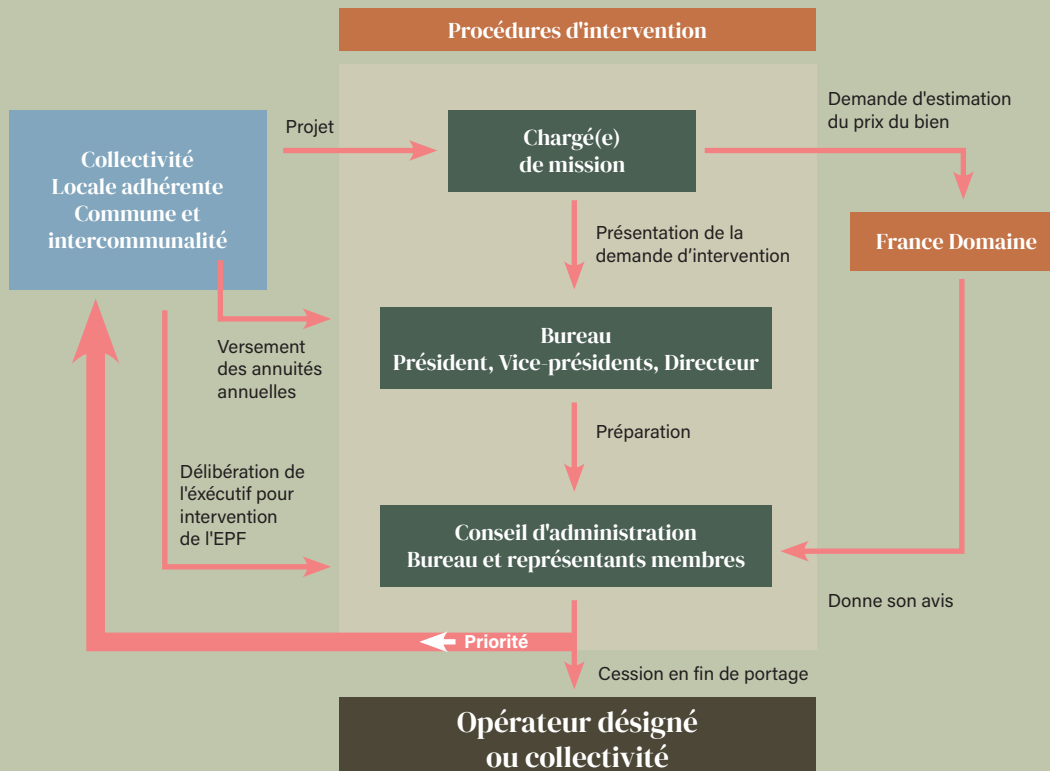 Procédures d'intervention
Collectivité
Locale adhérente
Commune et
intercommunalité
Projet
Chargé(e)
de mission
Demande d'estimation
du prix du bien
France Domaine
Présentation de la
demande d’intervention
Versement
des annuités
annuelles
Bureau
Président, Vice-présidents, Directeur
Préparation
Délibération de
l'éxécutif pour
intervention
de l'EPF
Conseil d'administration
Bureau et représentants membres
Donne son avis
Priorité
Cession en fin de portage
Opérateur désigné
ou collectivité